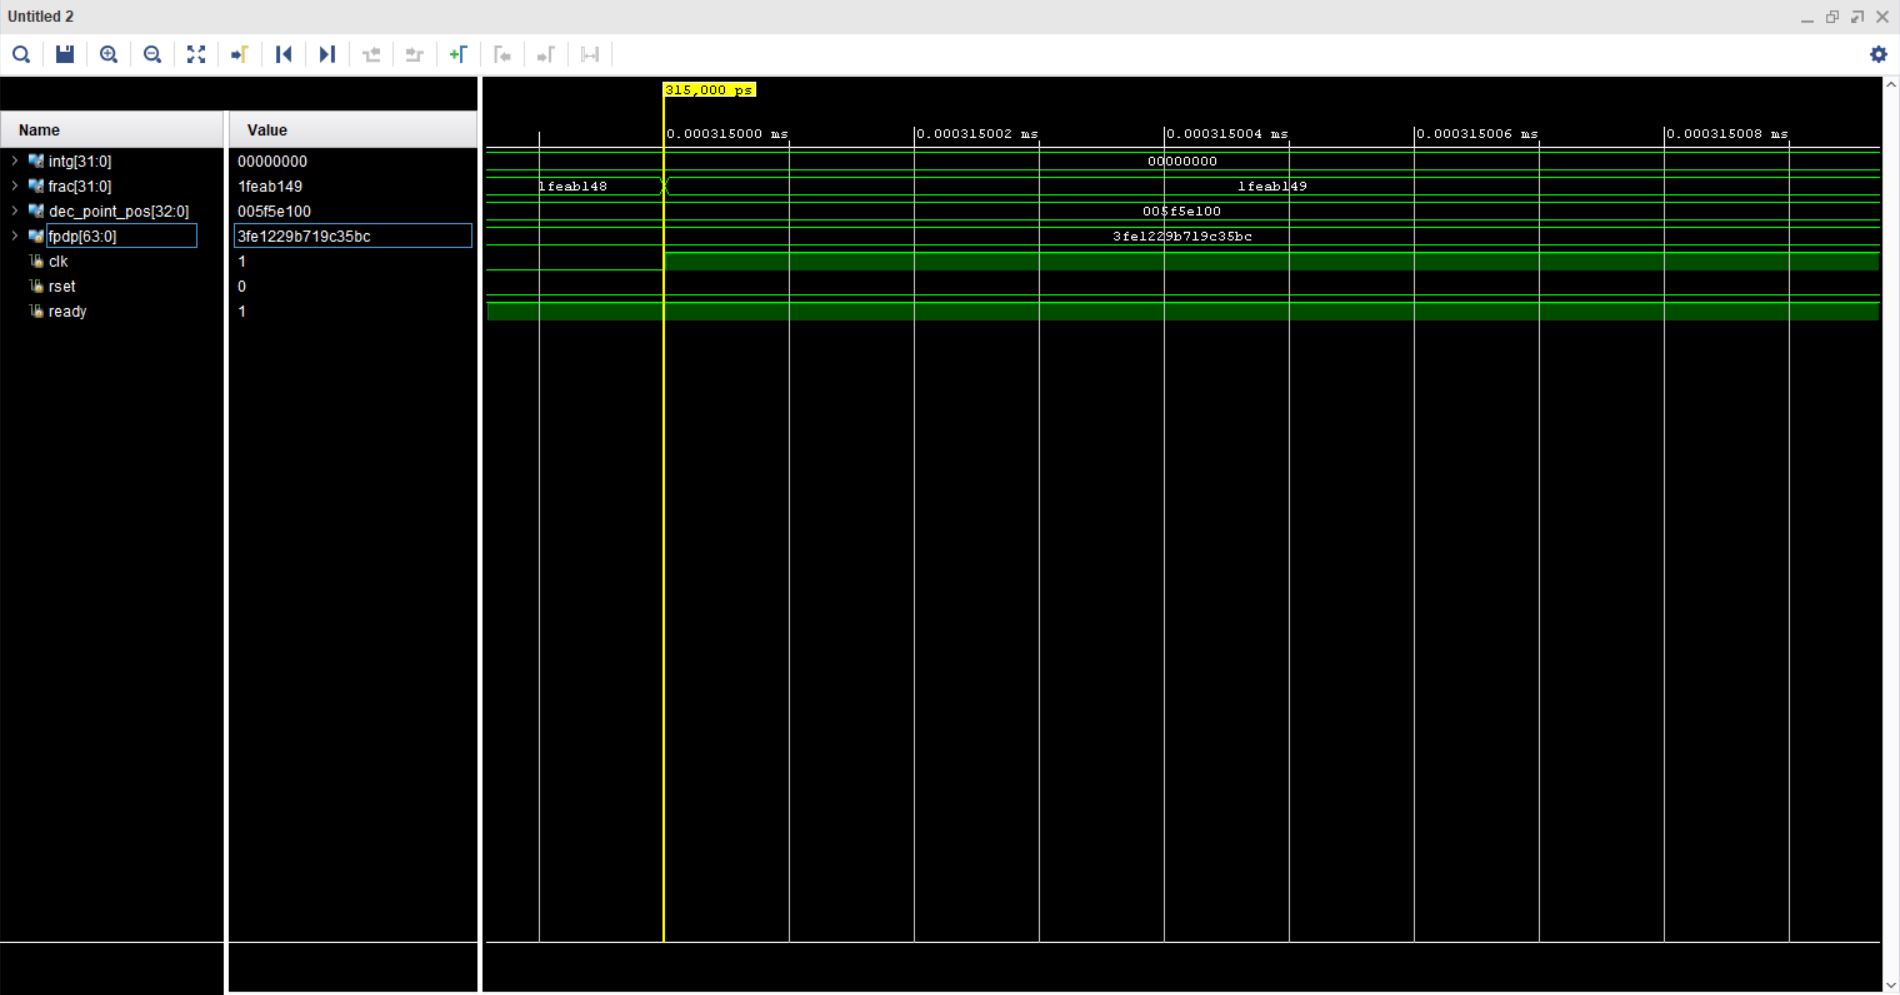 Untitled 2
315,000 ps
Name Value
0.000315000 ms 0.000315002 ms 0.000315004 ms 0.000315006 ms 0.000315008 ms
intg[31:0] 00000000 00000000
frac[31:0] 1feab149 1feab148 1feab149
dec_point_pos[32:0] 005f5e100 005f5e100
fpdp[63:0] 3fe1229b719c35bc 3fe1229b719c35bc
clk 1
rset 0
ready 1